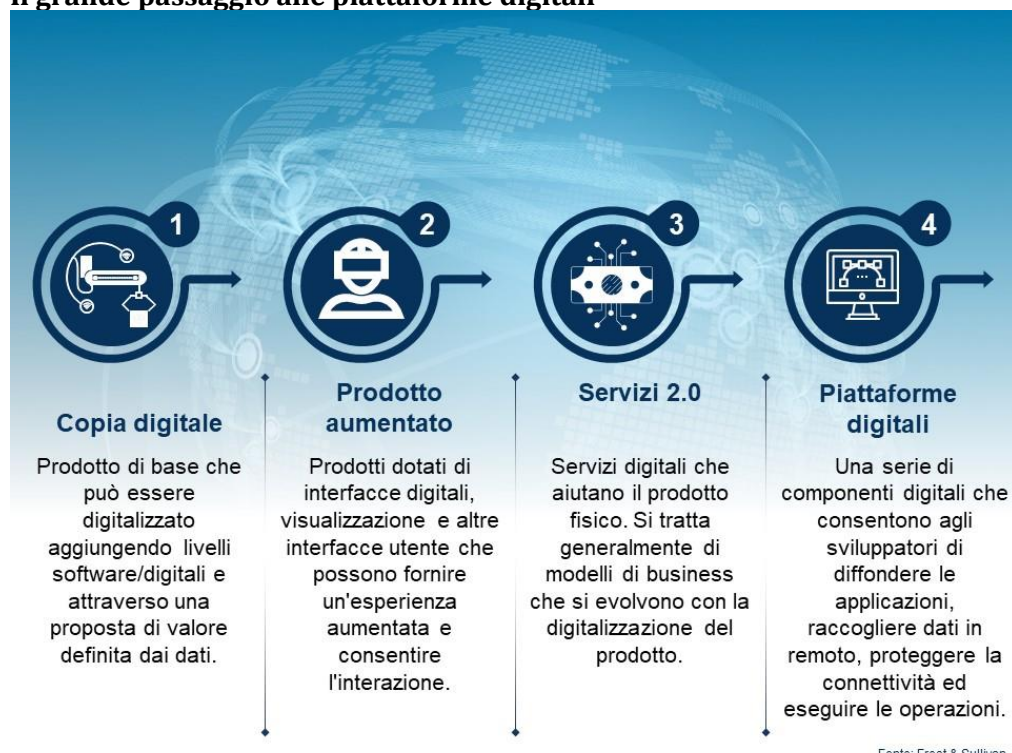 Il grande passaggio alle piattaforme digitali
1
2
3
4
Copia digitale
Prodotto di base che
può essere
digitalizzato
aggiungendo livelli
software/digitali e
attraverso una
proposta di valore
definita dai dati.
Prodotto
aumentato
Prodotti dotati di
interfacce digitali,
visualizzazione e altre
interfacce utente che
possono fornire
un'esperienza
aumentata e
consentire
l'interazione.
Servizi 2.0
Servizi digitali che
aiutano il prodotto
fisico. Si tratta
generalmente di
modelli di business
che si evolvono con la
digitalizzazione del
prodotto.
Piattaforme
digitali
Una serie di
componenti digitali che
consentono agli
sviluppatori di
diffondere le
applicazioni,
raccogliere dati in
remoto, proteggere la
connettività ed
eseguire le operazioni.
Fonte: Frost & Sullivan